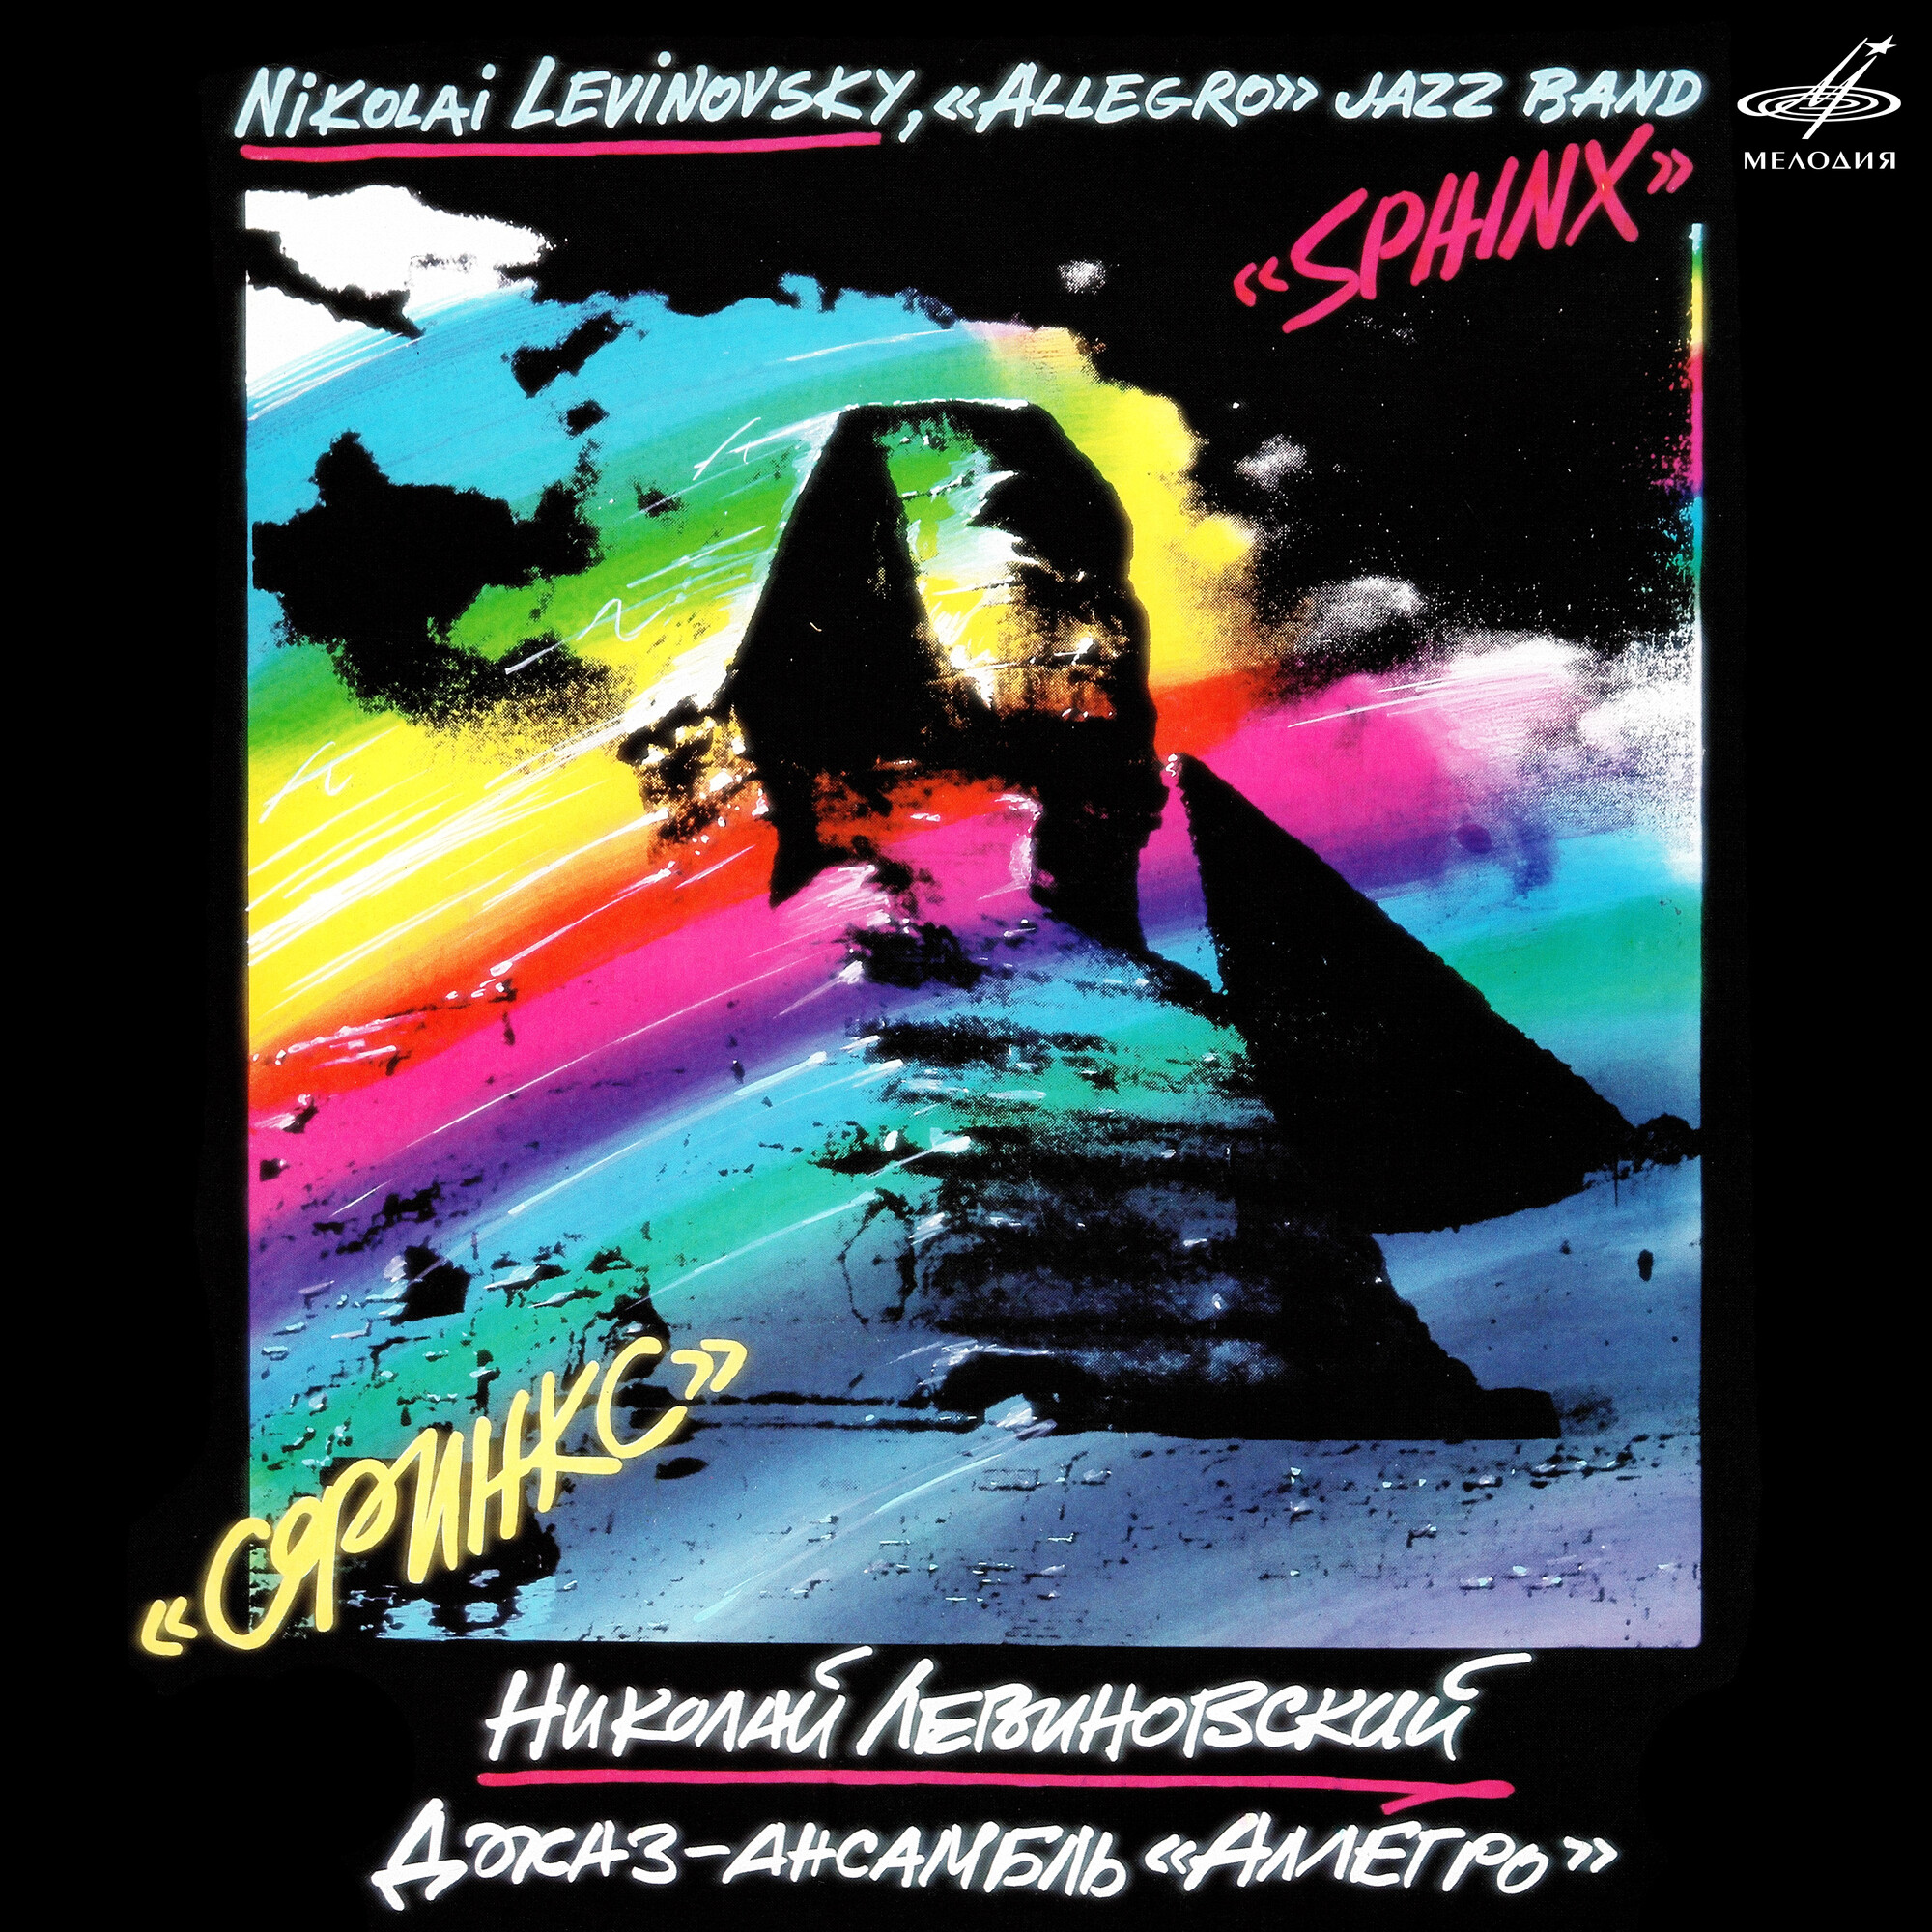 Nikolai Levinovsky, «Allegro» jazz band
МЕЛОДИЯ
«SPHINX»
«СФИНКС»
Николай Левиновский
Джаз-ансамбль «Аллегро»